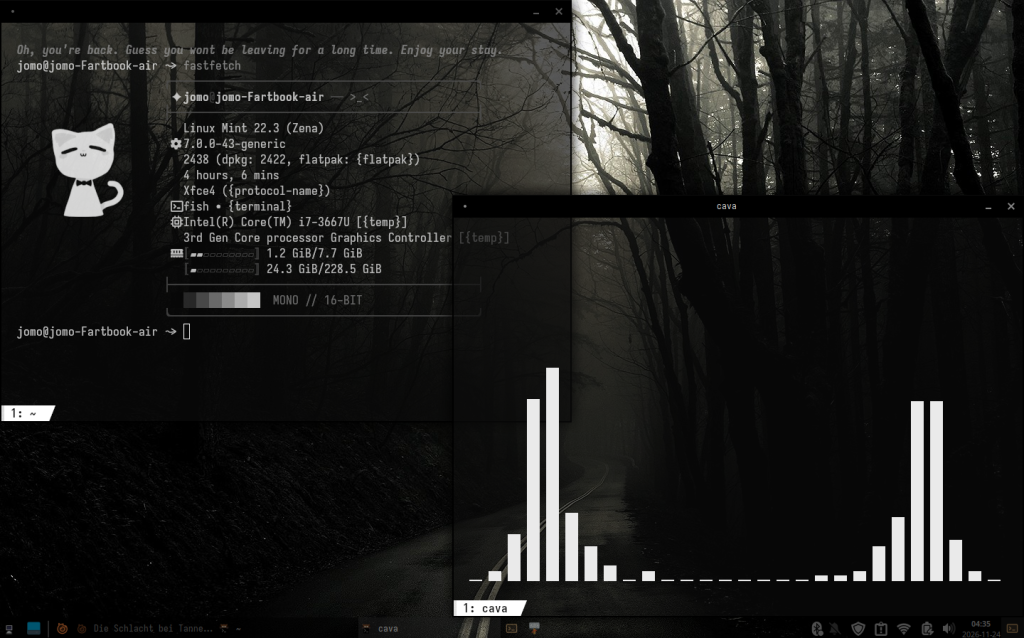 Oh, you're back. Guess you wont be leaving for a long time. Enjoy your stay.
jomo@jomo-Fartbook-air ~> fastfetch
✦jomo@jomo-Fartbook-air ── >_<
Linux Mint 22.3 (Zena)
7.0.0-43-generic
2438 (dpkg: 2422, flatpak: {flatpak})
4 hours, 6 mins
Xfce4 ({protocol-name})
fish • {terminal}
Intel(R) Core(TM) i7-3667U [{temp}]
3rd Gen Core processor Graphics Controller [{temp}]
1.2 GiB/7.7 GiB
24.3 GiB/228.5 GiB
MONO // 16-BIT
jomo@jomo-Fartbook-air ~>
1: ~
cava
1: cava
Die Schlacht bei Tanne...
~
cava
04:35
2026-11-24